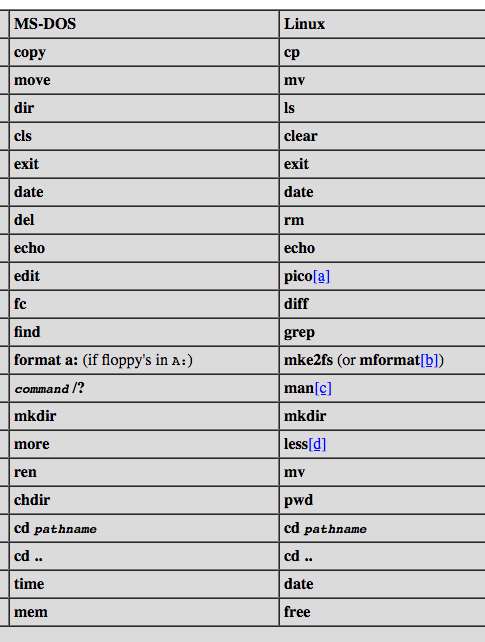 MS-DOS Linux
copy cp
move mv
dir ls
cls clear
exit exit
date date
del rm
echo echo
edit pico[a]
fc diff
find grep
format a: (if floppy's in A:) mke2fs (or mformat[b])
command /? man[c]
mkdir mkdir
more less[d]
ren mv
chdir pwd
cd pathname cd pathname
cd .. cd ..
time date
mem free